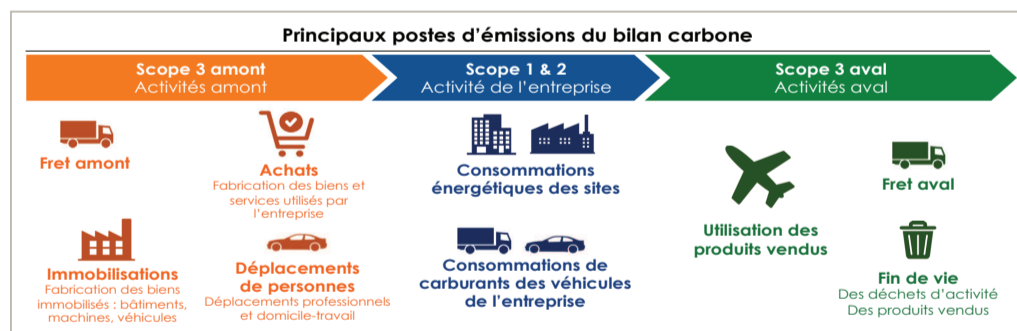 Principaux postes d'émissions du bilan carbone
Scope 3 amont
Activités amont
Scope 1 & 2
Activité de l'entreprise
Scope 3 aval
Activités aval
Fret amont
Achats
Fabrication des biens et
services utilisés par
l'entreprise
Immobilisations
Fabrication des biens
immobilisés : bâtiments,
machines, véhicules
Déplacements
de personnes
Déplacements professionnels
et domicile-travail
Consommations
énergétiques des sites
Consommations de
carburants des véhicules
de l'entreprise
Utilisation des
produits vendus
Fret aval
Fin de vie
Des déchets d'activité
Des produits vendus